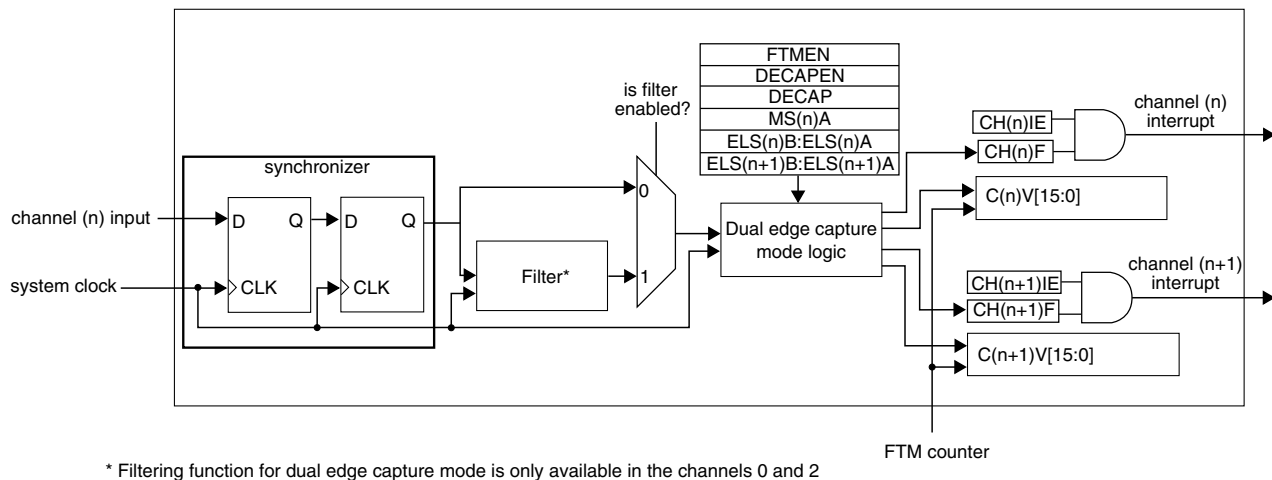 FTMEN
DECAPEN
DECAP
MS(n)A
ELS(n)B:ELS(n)A
ELS(n+1)B:ELS(n+1)A
is filter
enabled?
synchronizer
channel (n) input
D Q
D Q
system clock
CLK
CLK
Filter*
0
1
Dual edge capture
mode logic
CH(n)IE
CH(n)F
channel (n)
interrupt
C(n)V[15:0]
CH(n+1)IE
CH(n+1)F
channel (n+1)
interrupt
C(n+1)V[15:0]
FTM counter
* Filtering function for dual edge capture mode is only available in the channels 0 and 2